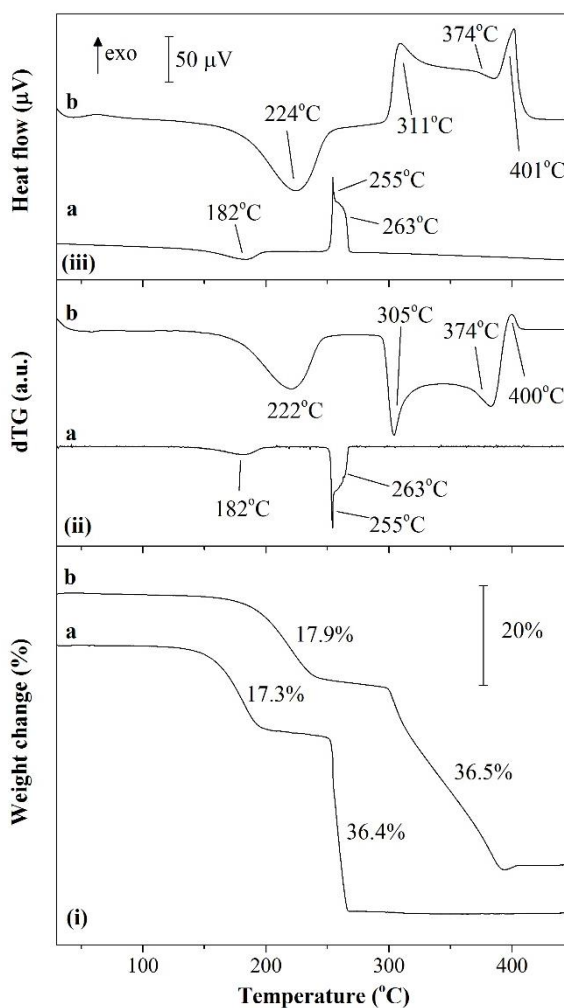 exo
50 μV
374°C
b
224°C
311°C
401°C
255°C
a
182°C
263°C
(iii)
Heat flow (μV)
b
305°C
374°C
222°C
400°C
a
263°C
182°C
255°C
(ii)
dTG (a.u.)
b
17.9%
20%
a
17.3%
36.5%
36.4%
(i)
Weight change (%)
100 200 300 400
Temperature (°C)